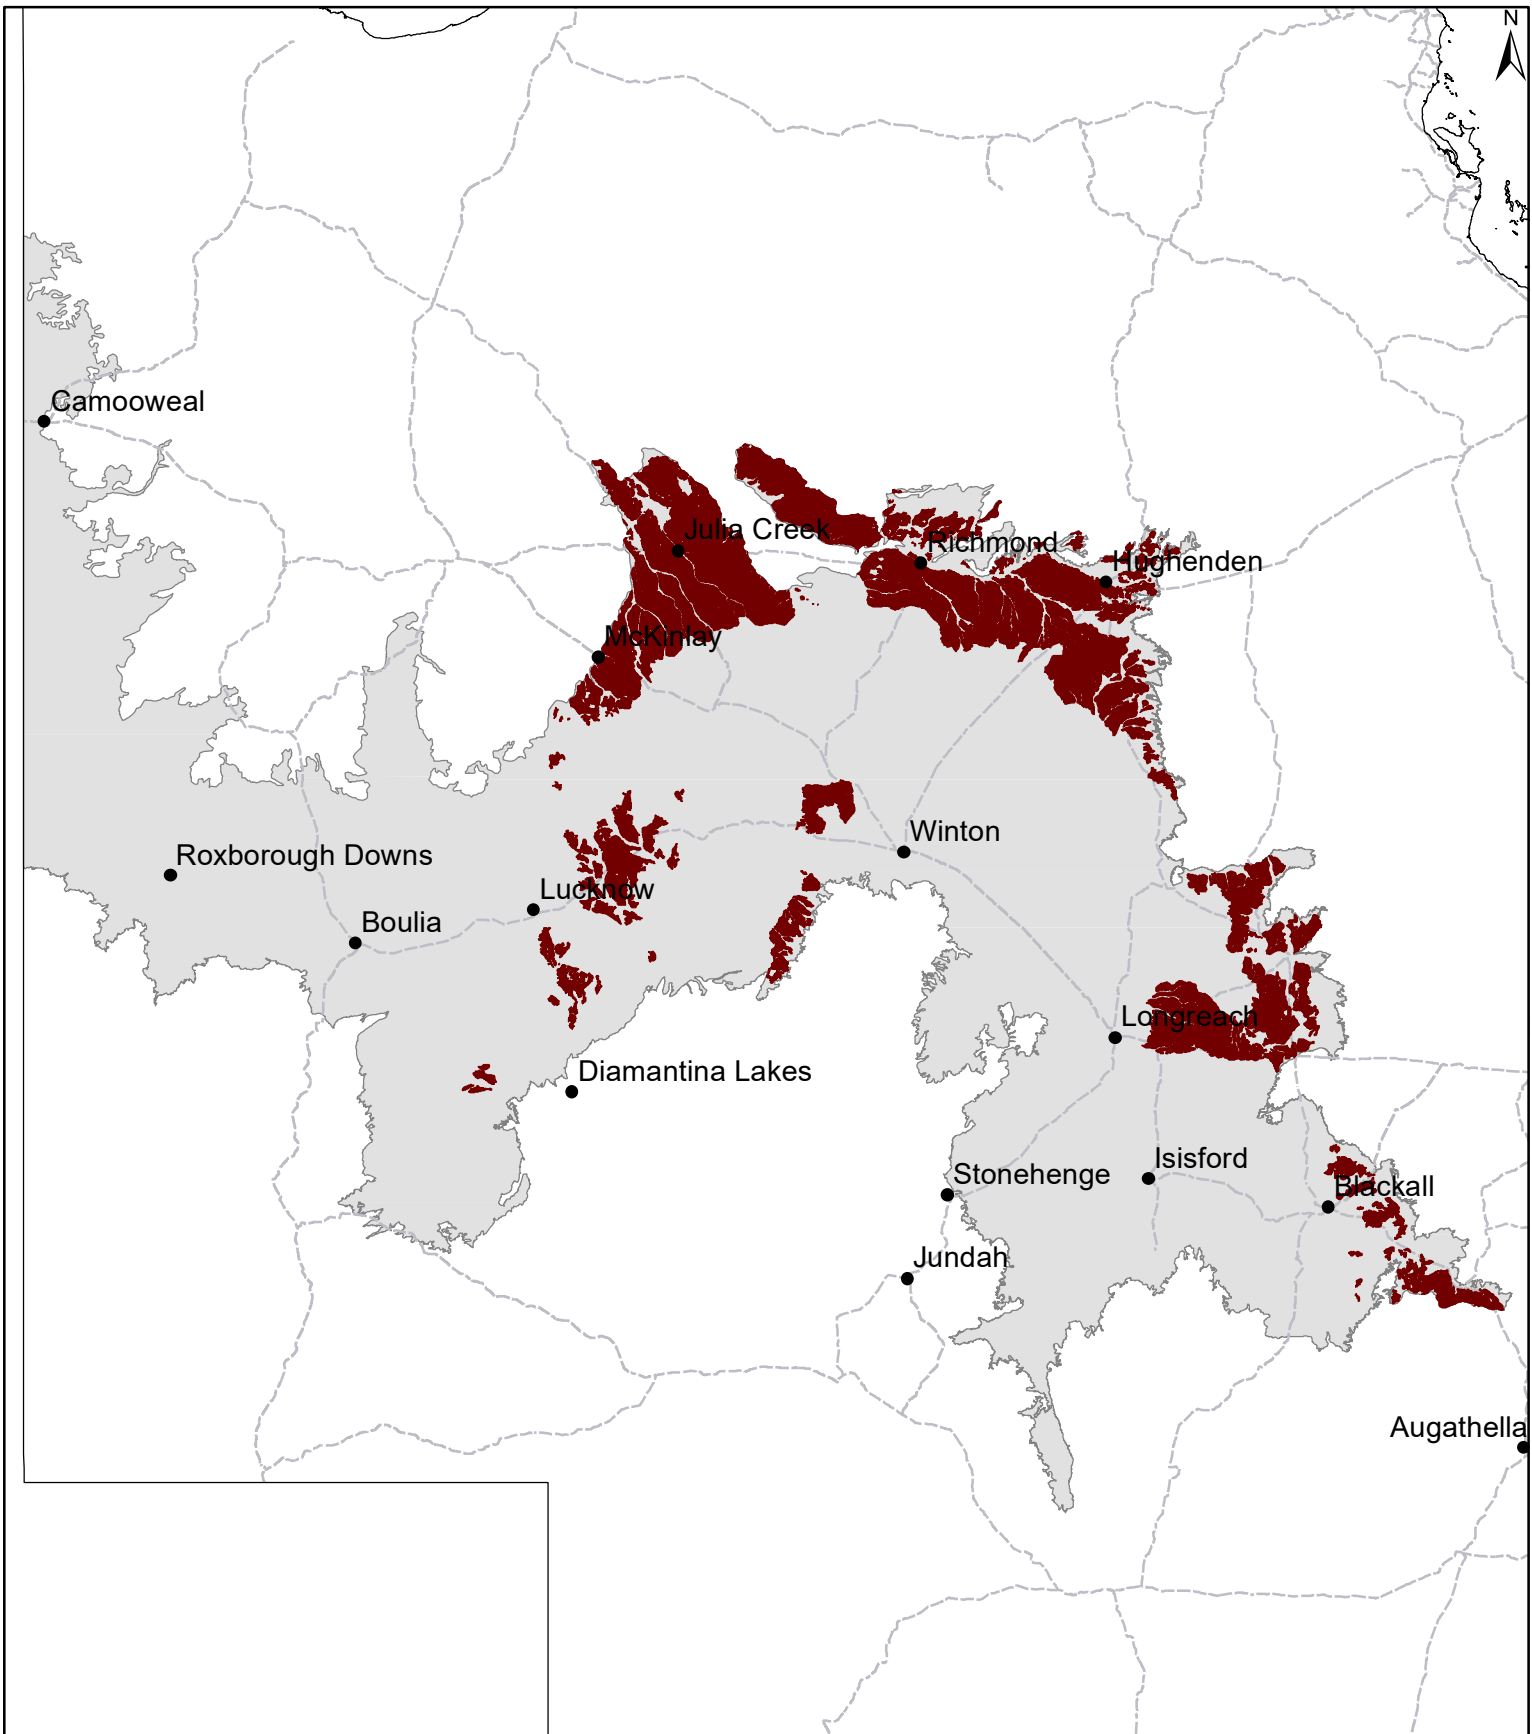 N
Camooweal
Julia Creek
Richmond
Hughenden
McKinlay
Winton
Roxborough Downs
Lucknow
Boulia
Longreach
Diamantina Lakes
Isisford
Stonehenge
Blackall
Jundah
Augathella